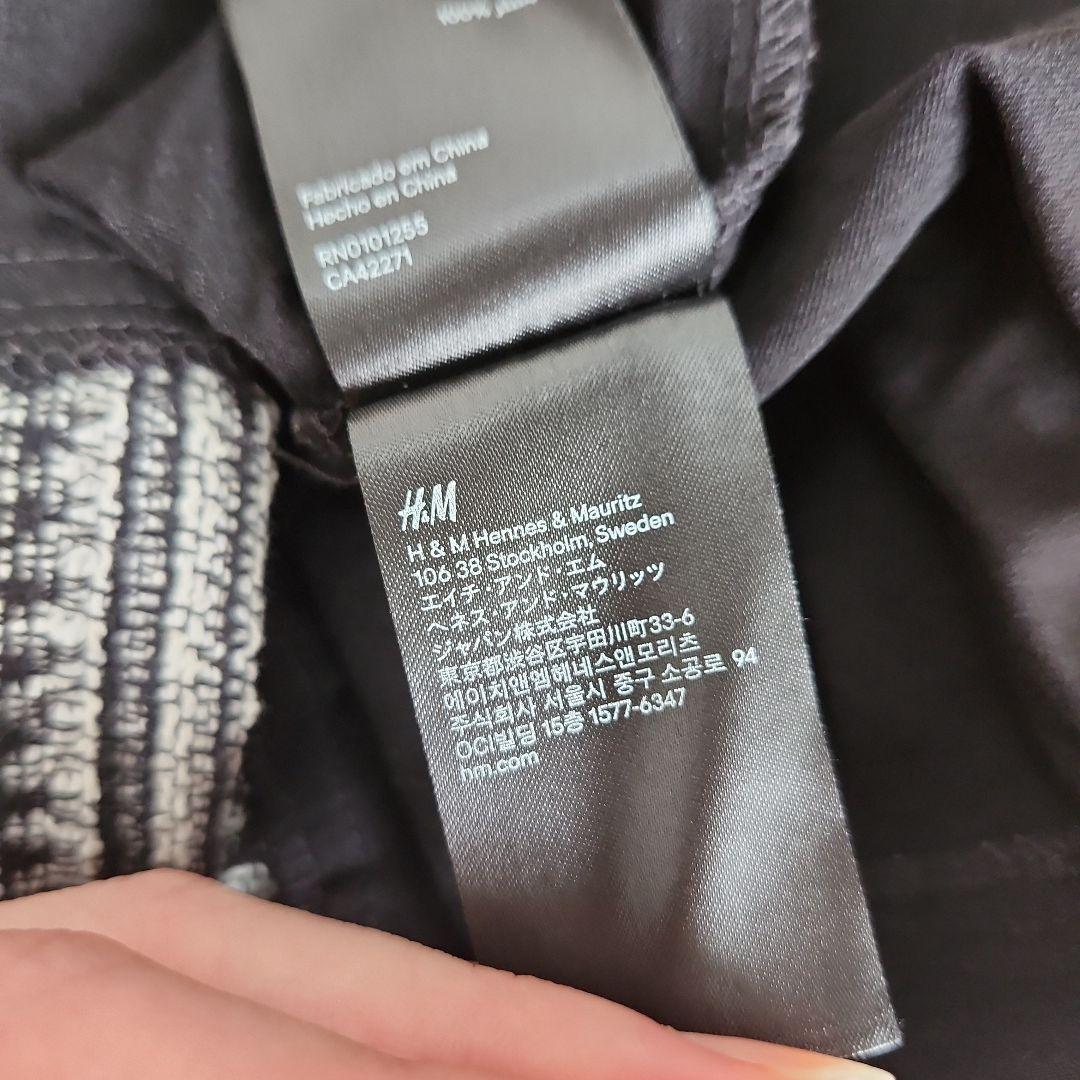 100%
Fabricado em China
Hecho en China
RN0101255
CA42271
H&M
H & M Hennes & Mauritz
106 38 Stockholm, Sweden
エイチ・アンド・エム
ヘネス・アンド・マウリッツ
ジャパン株式会社
東京都渋谷区宇田川町33-6
에이치앤엠헤네스앤모리츠
주식회사 서울시 중구 소공로 94
OCI빌딩 15층 1577-6347
hm.com